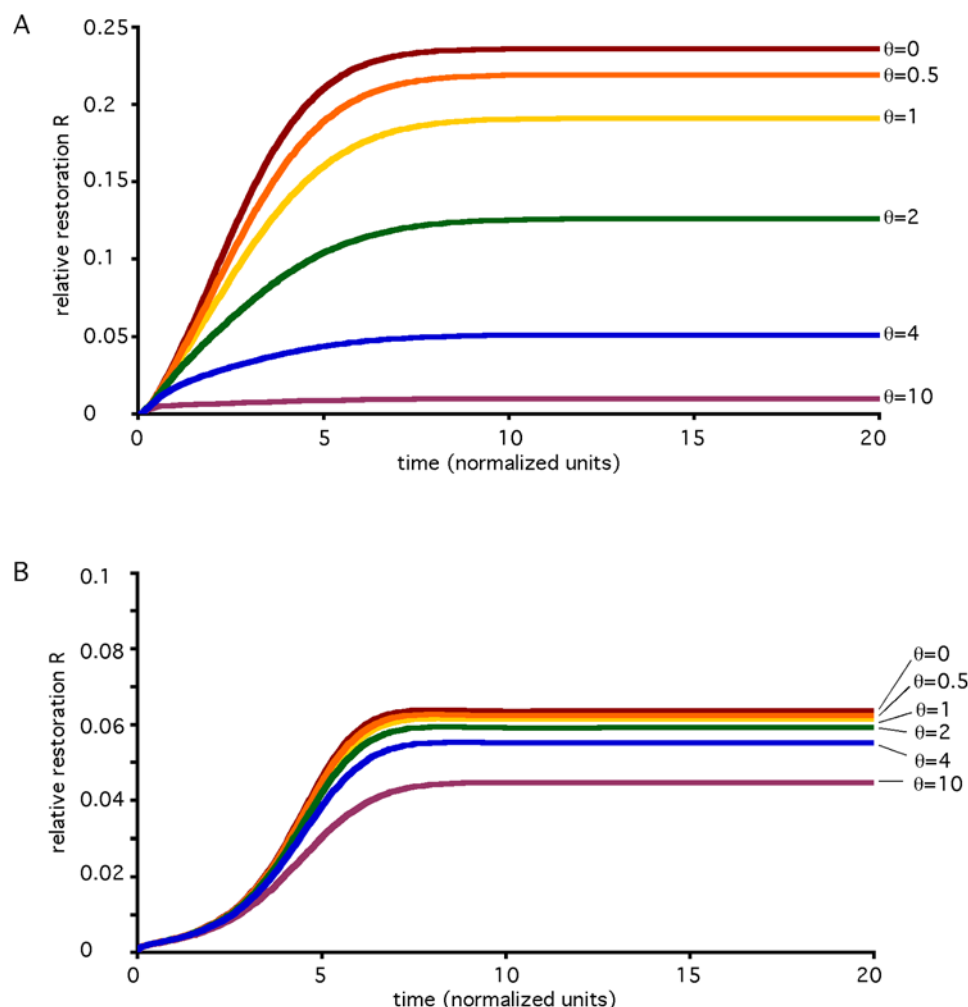 A
0.25
0.2
0.15
0.1
0.05
0
relative restoration R
θ=0
θ=0.5
θ=1
θ=2
θ=4
θ=10
0 5 10 15 20
time (normalized units)
B
0.1
0.08
0.06
0.04
0.02
0
relative restoration R
θ=0
θ=0.5
θ=1
θ=2
θ=4
θ=10
0 5 10 15 20
time (normalized units)